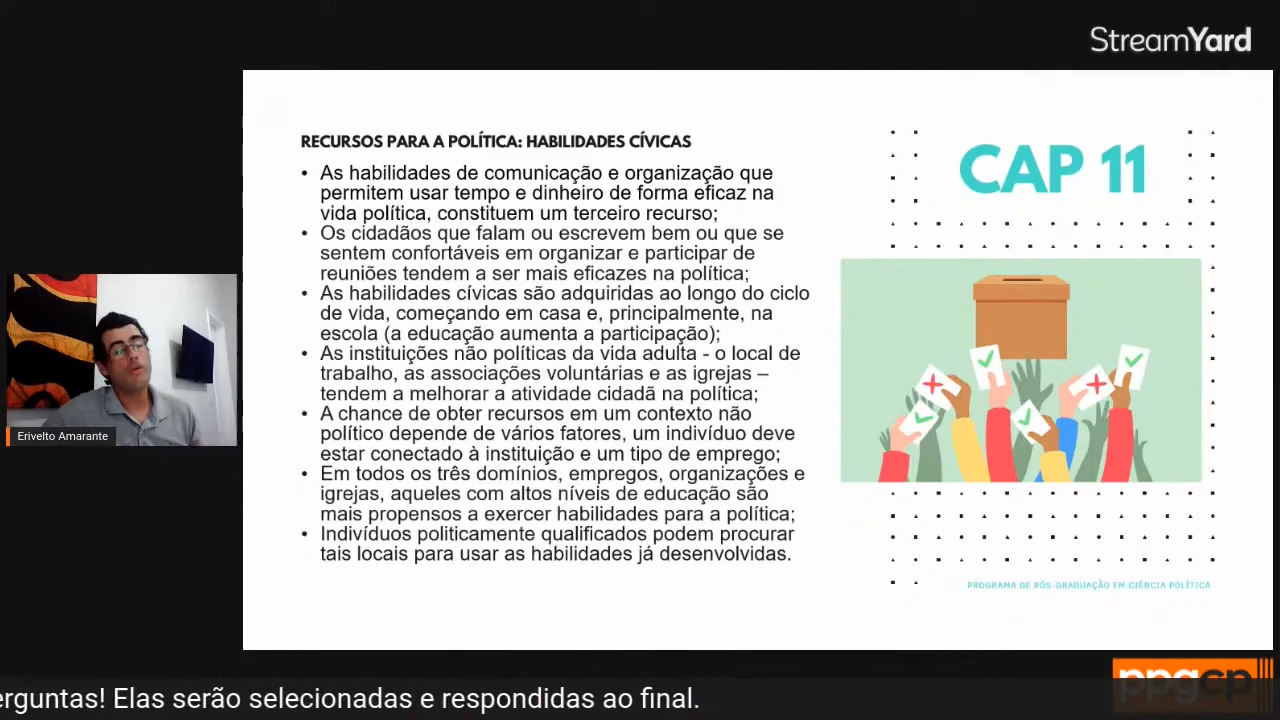 StreamYard
RECURSOS PARA A POLÍTICA: HABILIDADES CÍVICAS
• As habilidades de comunicação e organização que
permitem usar tempo e dinheiro de forma eficaz na
vida política, constituem um terceiro recurso;
• Os cidadãos que falam ou escrevem bem ou que se
sentem confortáveis em organizar e participar de
reuniões tendem a ser mais eficazes na política;
• As habilidades cívicas são adquiridas ao longo do ciclo
de vida, começando em casa e, principalmente, na
escola (a educação aumenta a participação);
• As instituições não políticas da vida adulta - o local de
trabalho, as associações voluntárias e as igrejas –
tendem a melhorar a atividade cidadã na política;
• A chance de obter recursos em um contexto não
político depende de vários fatores, um indivíduo deve
estar conectado à instituição e um tipo de emprego;
• Em todos os três domínios, empregos, organizações e
igrejas, aqueles com altos níveis de educação são
mais propensos a exercer habilidades para a política;
• Indivíduos politicamente qualificados podem procurar
tais locais para usar as habilidades já desenvolvidas.
CAP 11
PROGRAMA DE PÓS-GRADUAÇÃO EM CIÊNCIA POLÍTICA
Erivelto Amarante
erguntas! Elas serão selecionadas e respondidas ao final.
ppgcp